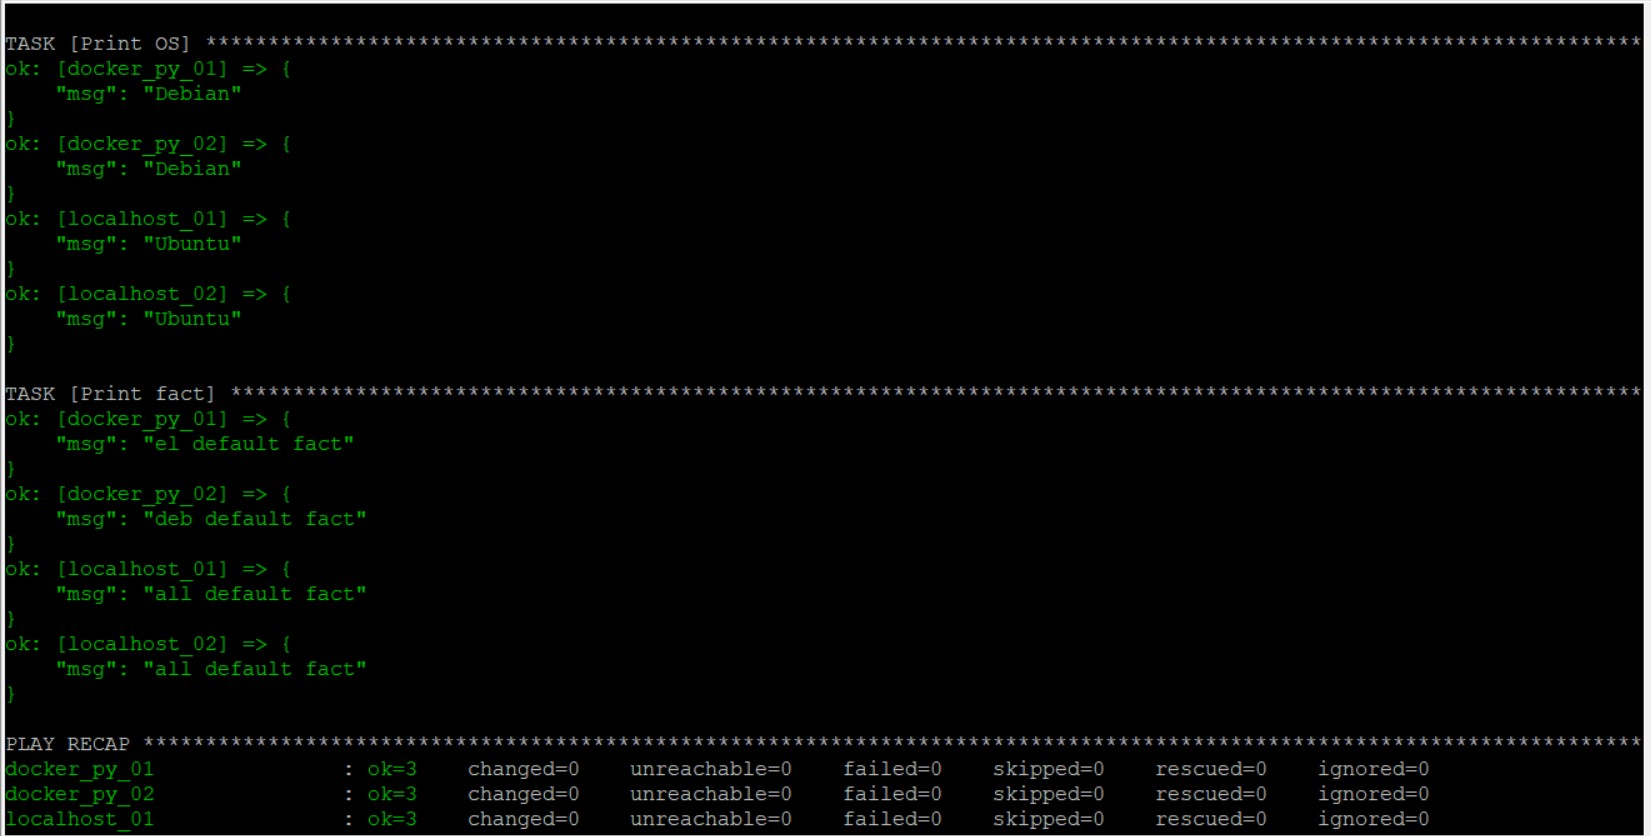 TASK [Print OS] *******************************************************************************************************************
ok: [docker_py_01] => {
    "msg": "Debian"
}
ok: [docker_py_02] => {
    "msg": "Debian"
}
ok: [localhost_01] => {
    "msg": "Ubuntu"
}
ok: [localhost_02] => {
    "msg": "Ubuntu"
}
TASK [Print fact] *****************************************************************************************************************
ok: [docker_py_01] => {
    "msg": "el default fact"
}
ok: [docker_py_02] => {
    "msg": "deb default fact"
}
ok: [localhost_01] => {
    "msg": "all default fact"
}
ok: [localhost_02] => {
    "msg": "all default fact"
}
PLAY RECAP ************************************************************************************************************************
docker_py_01               : ok=3    changed=0    unreachable=0    failed=0    skipped=0    rescued=0    ignored=0
docker_py_02               : ok=3    changed=0    unreachable=0    failed=0    skipped=0    rescued=0    ignored=0
localhost_01               : ok=3    changed=0    unreachable=0    failed=0    skipped=0    rescued=0    ignored=0